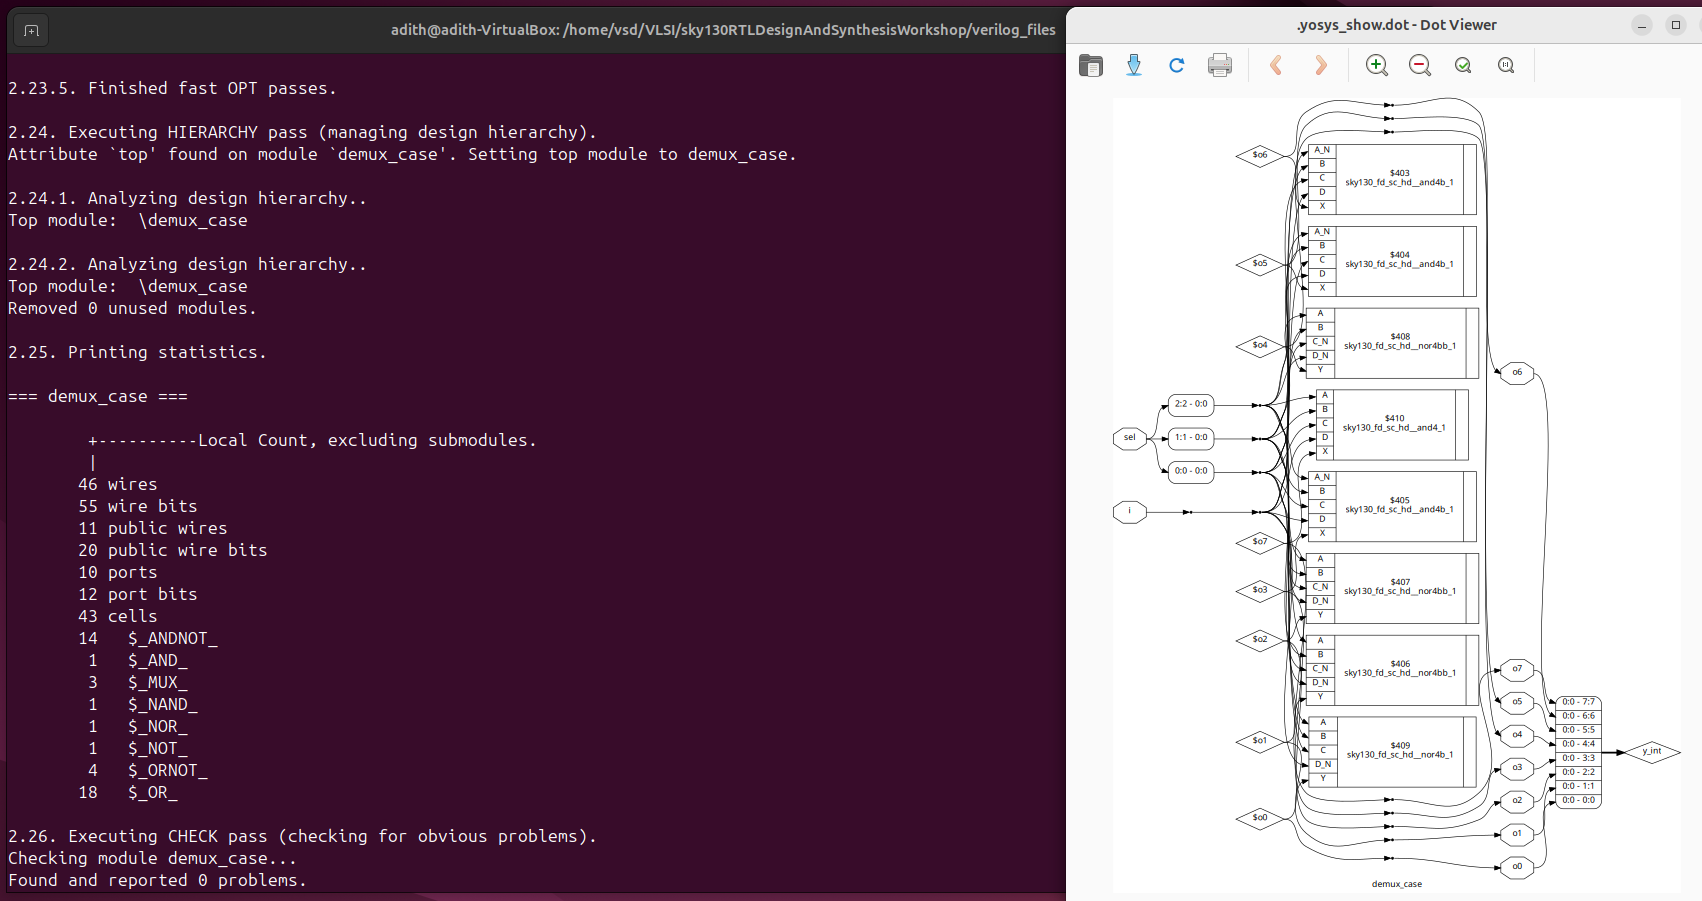 adith@adith-VirtualBox: /home/vsd/VLSI/sky130RTLDesignAndSynthesisWorkshop/verilog_files
2.23.5. Finished fast OPT passes.
2.24. Executing HIERARCHY pass (managing design hierarchy).
Attribute `top' found on module `demux_case'. Setting top module to demux_case.
2.24.1. Analyzing design hierarchy..
Top module:  \demux_case
2.24.2. Analyzing design hierarchy..
Top module:  \demux_case
Removed 0 unused modules.
2.25. Printing statistics.
=== demux_case ===
+----------Local Count, excluding submodules.
|
46 wires
55 wire bits
11 public wires
20 public wire bits
10 ports
12 port bits
43 cells
14   $_ANDNOT_
1   $_AND_
3   $_MUX_
1   $_NAND_
1   $_NOR_
1   $_NOT_
4   $_ORNOT_
18   $_OR_
2.26. Executing CHECK pass (checking for obvious problems).
Checking module demux_case...
Found and reported 0 problems.
.yosys_show.dot - Dot Viewer
$o6
$o5
$o4
sel
2:2 - 0:0
1:1 - 0:0
0:0 - 0:0
i
$o7
$o3
$o2
$o1
$o0
A_N
B
C
D
X
$403
sky130_fd_sc_hd__and4b_1
A_N
B
C
D
X
$404
sky130_fd_sc_hd__and4b_1
A
B
C_N
D_N
Y
$408
sky130_fd_sc_hd__nor4bb_1
A
B
C
D
X
$410
sky130_fd_sc_hd__and4_1
A_N
B
C
D
X
$405
sky130_fd_sc_hd__and4b_1
A
B
C_N
D_N
Y
$407
sky130_fd_sc_hd__nor4bb_1
A
B
C_N
D_N
Y
$406
sky130_fd_sc_hd__nor4bb_1
A
B
C
D_N
Y
$409
sky130_fd_sc_hd__nor4b_1
o6
o7
o5
o4
o3
o2
o1
o0
0:0 - 7:7
0:0 - 6:6
0:0 - 5:5
0:0 - 4:4
0:0 - 3:3
0:0 - 2:2
0:0 - 1:1
0:0 - 0:0
y_int
demux_case